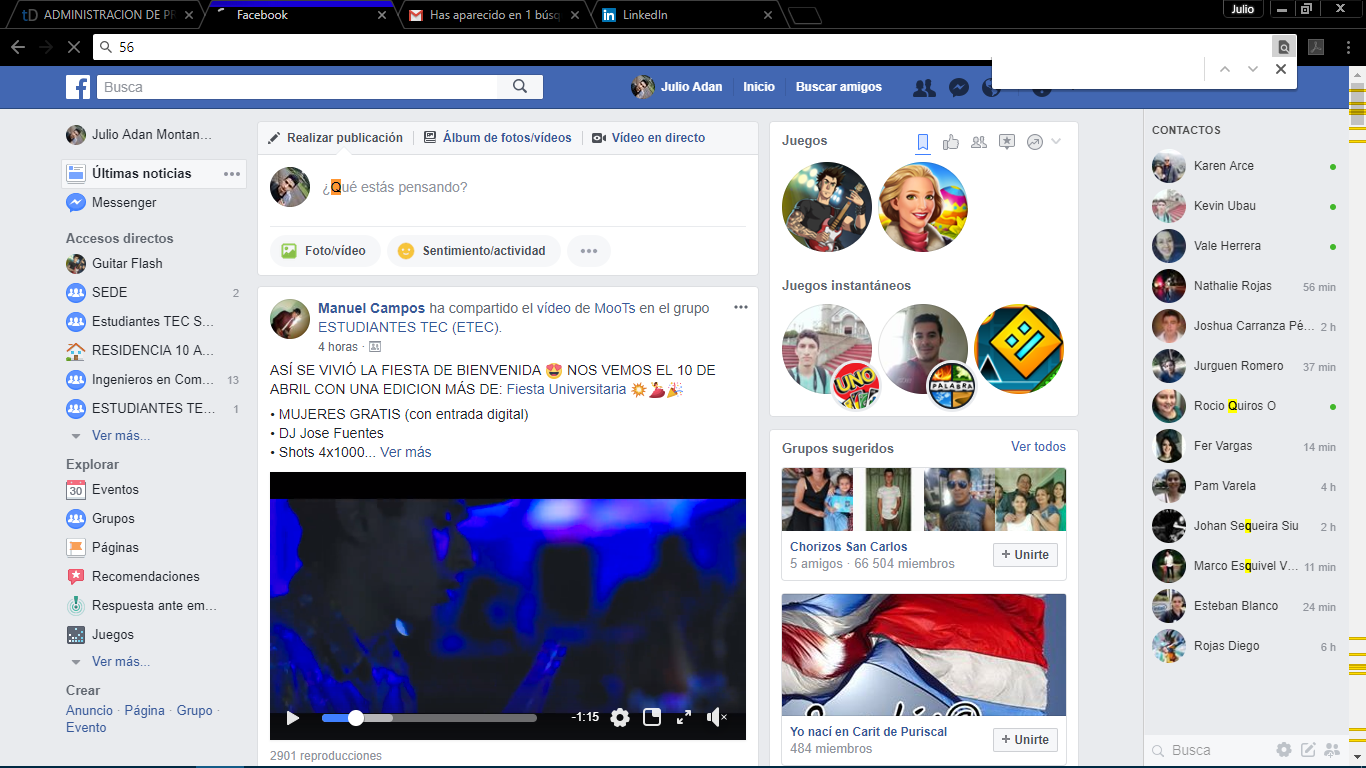 ADMINISTRACION DE PR
Facebook
Has aparecido en 1 búsq
LinkedIn
Julio
56
Busca
Julio Adan
Inicio
Buscar amigos
Julio Adan Montan...
Últimas noticias
Messenger
Accesos directos
Guitar Flash
SEDE 2
Estudiantes TEC S...
RESIDENCIA 10 A...
Ingenieros en Com... 13
ESTUDIANTES TE... 1
Ver más...
Explorar
30 Eventos
Grupos
Páginas
Recomendaciones
Respuesta ante em...
Juegos
Ver más...
Crear
Anuncio · Página · Grupo ·
Evento
Realizar publicación
Álbum de fotos/vídeos
Vídeo en directo
¿Qué estás pensando?
Foto/vídeo
Sentimiento/actividad
Manuel Campos ha compartido el vídeo de MooTs en el grupo
ESTUDIANTES TEC (ETEC).
4 horas ·
ASÍ SE VIVIÓ LA FIESTA DE BIENVENIDA 😍 NOS VEMOS EL 10 DE
ABRIL CON UNA EDICION MÁS DE: Fiesta Universitaria 💥💃🎉
• MUJERES GRATIS (con entrada digital)
• DJ Jose Fuentes
• Shots 4x1000... Ver más
-1:15
2901 reproducciones
Juegos
Juegos instantáneos
UNO
PALABRA
Grupos sugeridos
Ver todos
Chorizos San Carlos
5 amigos · 66 504 miembros
+ Unirte
Yo nací en Carit de Puriscal
484 miembros
+ Unirte
CONTACTOS
Karen Arce
Kevin Ubau
Vale Herrera
Nathalie Rojas 56 min
Joshua Carranza Pé... 2 h
Jurguen Romero 37 min
Rocio Quiros O
Fer Vargas 14 min
Pam Varela 4 h
Johan Sequeira Siu 2 h
Marco Esquivel V... 11 min
Esteban Blanco 24 min
Rojas Diego 6 h
Busca